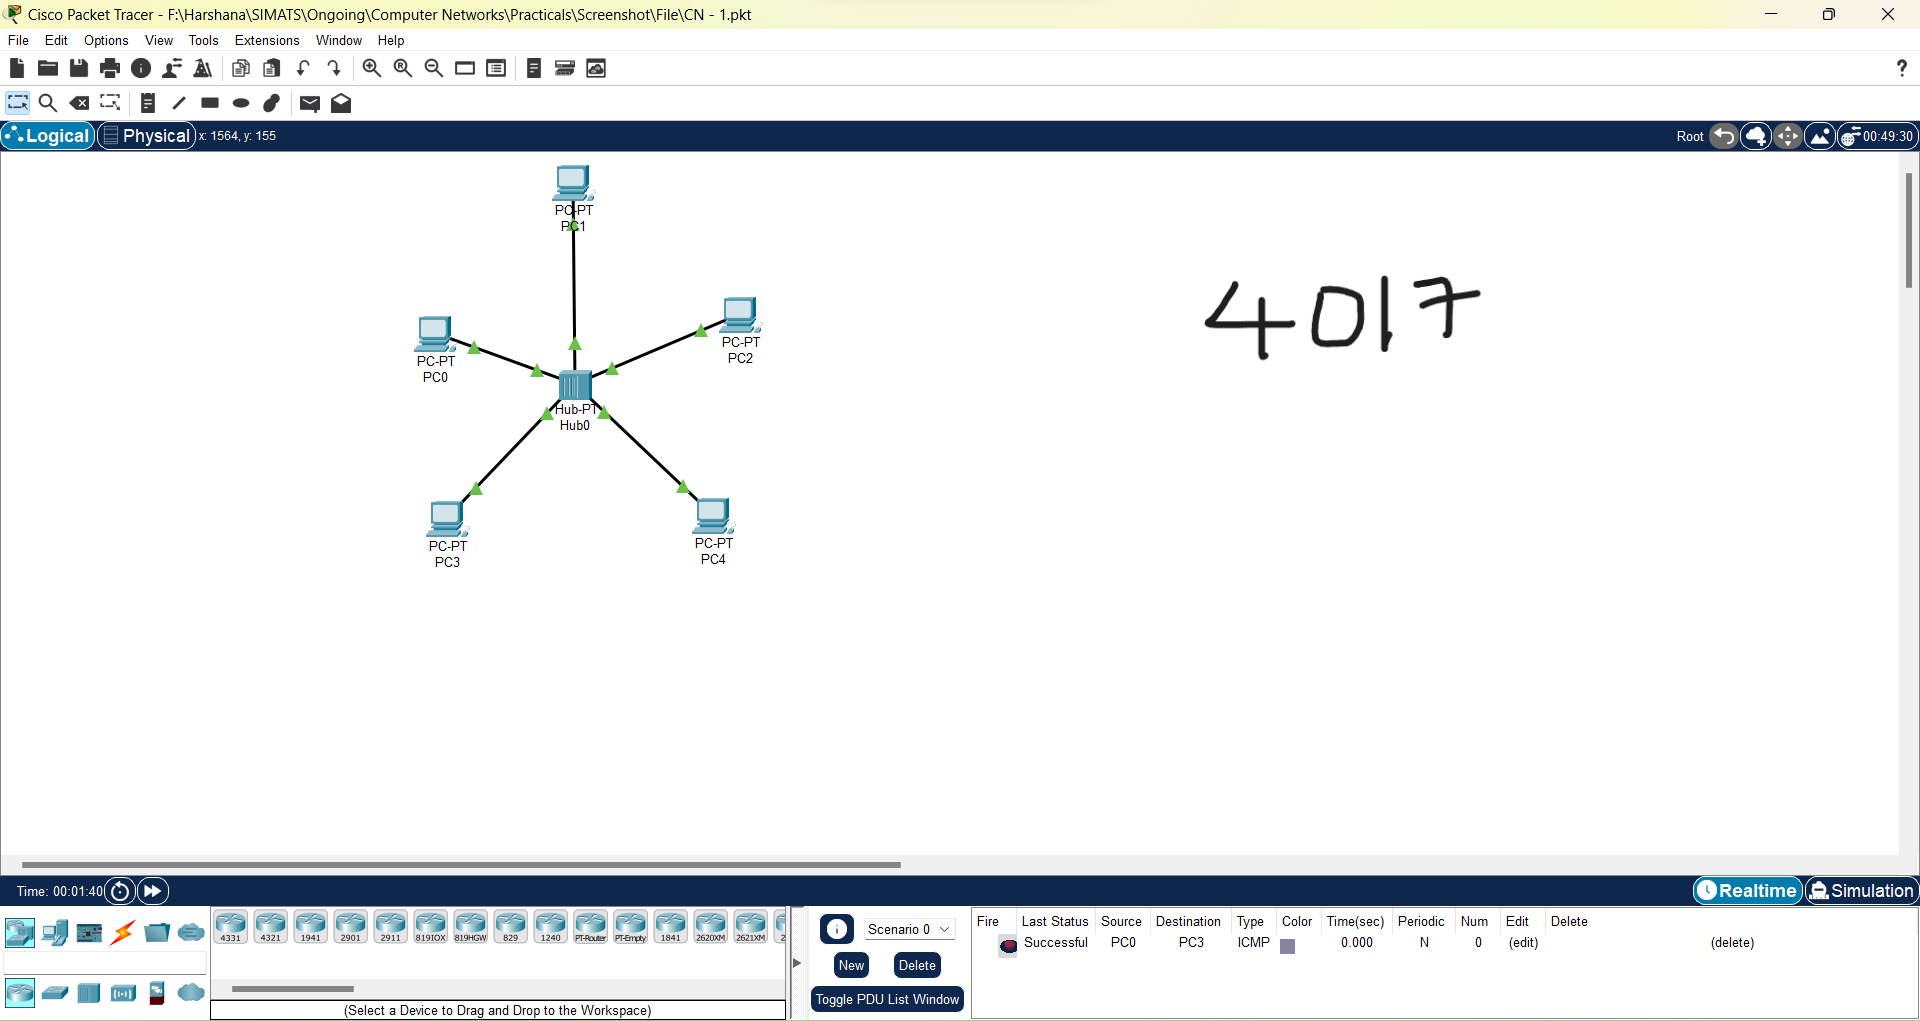 Cisco Packet Tracer - F:\Harshana\SIMATS\Ongoing\Computer Networks\Practicals\Screenshot\File\CN - 1.pkt
File Edit Options View Tools Extensions Window Help
?
Logical Physical x: 1564, y: 155 Root 00:49:30
PC-PT
PC1
4017
PC-PT
PC2
PC-PT
PC0
Hub-PT
Hub0
PC-PT
PC3
PC-PT
PC4
Time: 00:01:40 Realtime Simulation
4331 4321 1941 2901 2911 819IOX 819HGW 829 1240 PT-Router PT-Empty 1841 2620XM 2621XM 2
(Select a Device to Drag and Drop to the Workspace)
Scenario 0
New Delete
Toggle PDU List Window
Fire Last Status Source Destination Type Color Time(sec) Periodic Num Edit Delete
Successful PC0 PC3 ICMP 0.000 N 0 (edit) (delete)